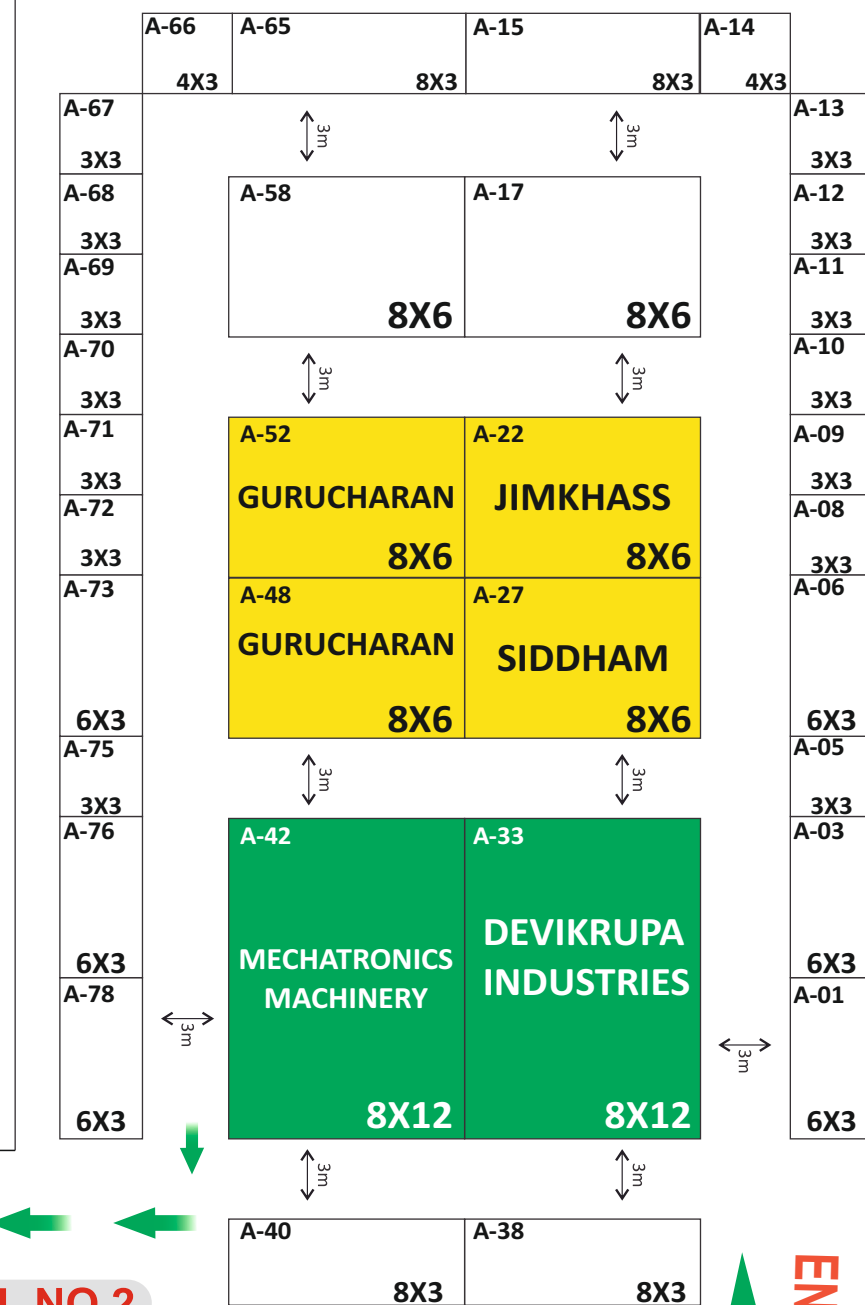 A-66 A-65 A-15 A-14
4X3 8X3 8X3 4X3
A-67 A-13
3m 3m
3X3 3X3
A-68 A-58 A-17 A-12
3X3 3X3
A-69 A-11
3X3 8X6 8X6 3X3
A-70 A-10
3m 3m
3X3 3X3
A-71 A-52 A-22 A-09
3X3 GURUCHARAN JIMKHASS 3X3
A-72 A-08
3X3 8X6 8X6 3X3
A-73 A-48 A-27 A-06
GURUCHARAN SIDDHAM
6X3 8X6 8X6 6X3
A-75 A-05
3m 3m
3X3 3X3
A-76 A-42 A-33 A-03
DEVIKRUPA
INDUSTRIES
MECHATRONICS
MACHINERY
6X3 6X3
A-78 A-01
3m 3m
6X3 8X12 8X12 6X3
3m 3m
A-40 A-38
8X3 8X3
NO.2